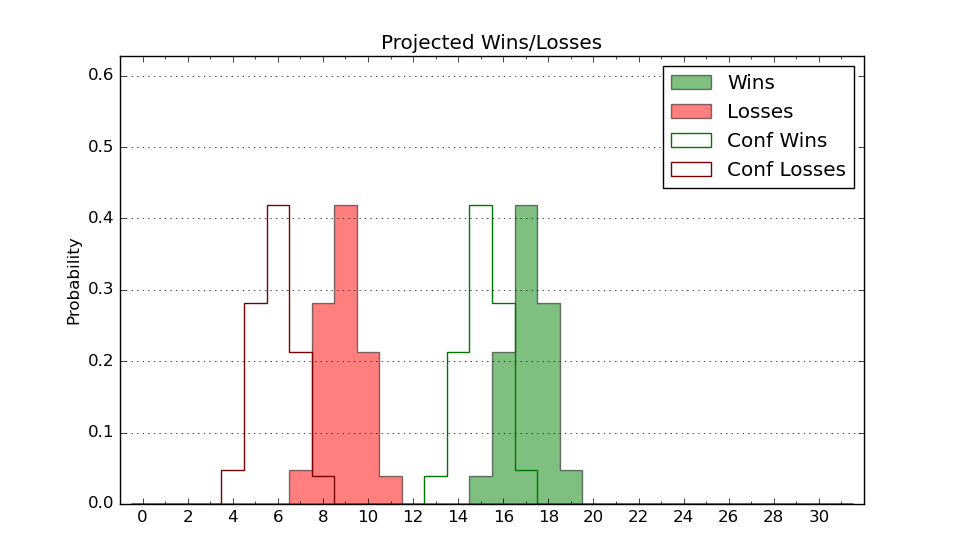 Projected Wins/Losses
Probability
0.6
0.5
0.4
0.3
0.2
0.1
0.0
0 2 4 6 8 10 12 14 16 18 20 22 24 26 28 30
Wins
Losses
Conf Wins
Conf Losses